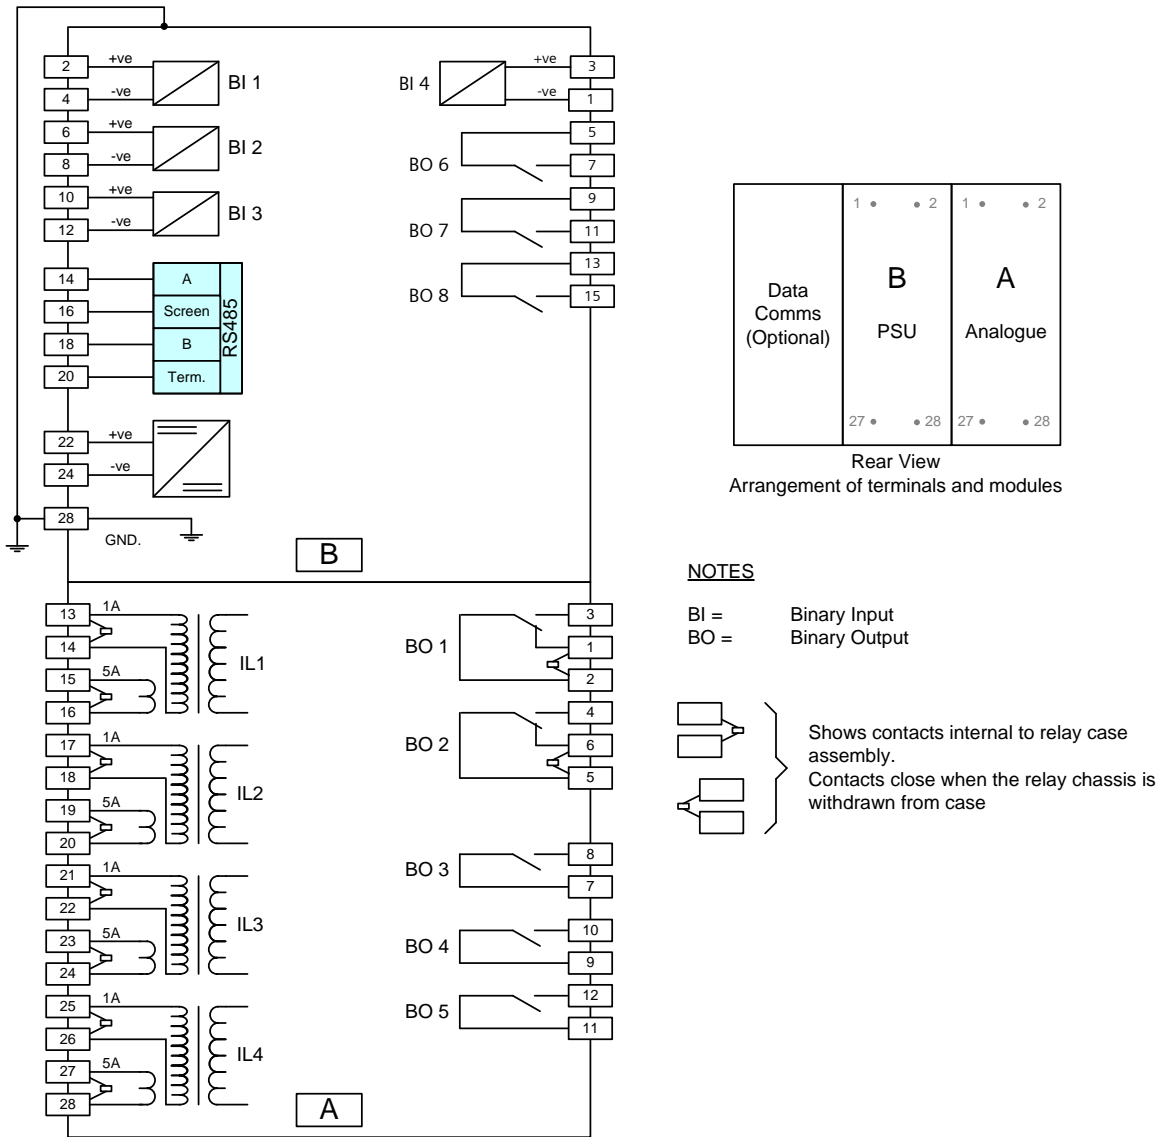 2 +ve
BI 1
4 -ve
6 +ve
BI 2
8 -ve
10 +ve
BI 3
12 -ve
14 A
16 Screen
18 B
20 Term.
RS485
22 +ve
24 -ve
28
GND.
BI 4
+ve 3
-ve 1
5
BO 6
7
9
BO 7
11
13
BO 8
15
B
13 1A
14
IL1
15 5A
16
17 1A
18
IL2
19 5A
20
21 1A
22
IL3
23 5A
24
25 1A
26
IL4
27 5A
28
3
BO 1
1
2
4
BO 2
6
5
8
BO 3
7
10
BO 4
9
12
BO 5
11
A
Data
Comms
(Optional)
1 2
B
PSU
27 28
1 2
A
Analogue
27 28
Rear View
Arrangement of terminals and modules
NOTES
BI = Binary Input
BO = Binary Output
Shows contacts internal to relay case
assembly.
Contacts close when the relay chassis is
withdrawn from case